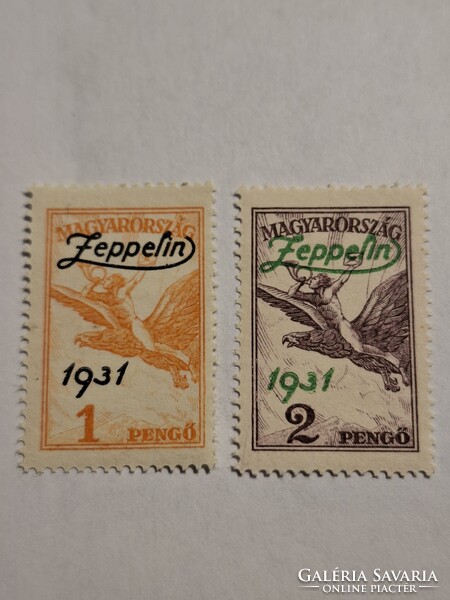 MAGYARORSZÁG
Zeppelin
1931
1 PENGŐ
MAGYARORSZÁG
Zeppelin
1931
2 PENGŐ
GALÉRIA SAVARIA
ONLINE PIACTÉR